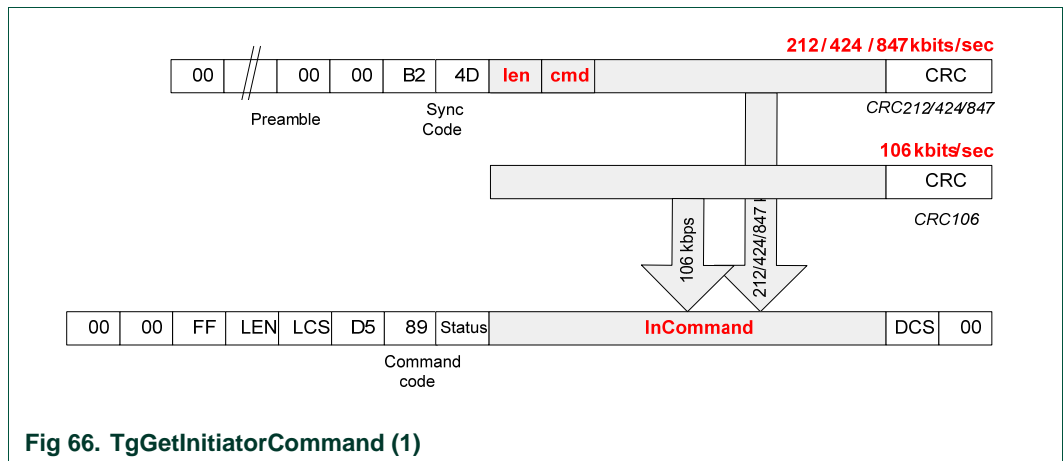 212 / 424 / 847 kbits/sec
00 00 00 B2 4D len cmd CRC
Preamble
Sync
Code
CRC212/424/847
106 kbits/sec
CRC
CRC106
106 kbps
212/424/847
00 00 FF LEN LCS D5 89 Status InCommand DCS 00
Command
code
Fig 66. TgGetInitiatorCommand (1)